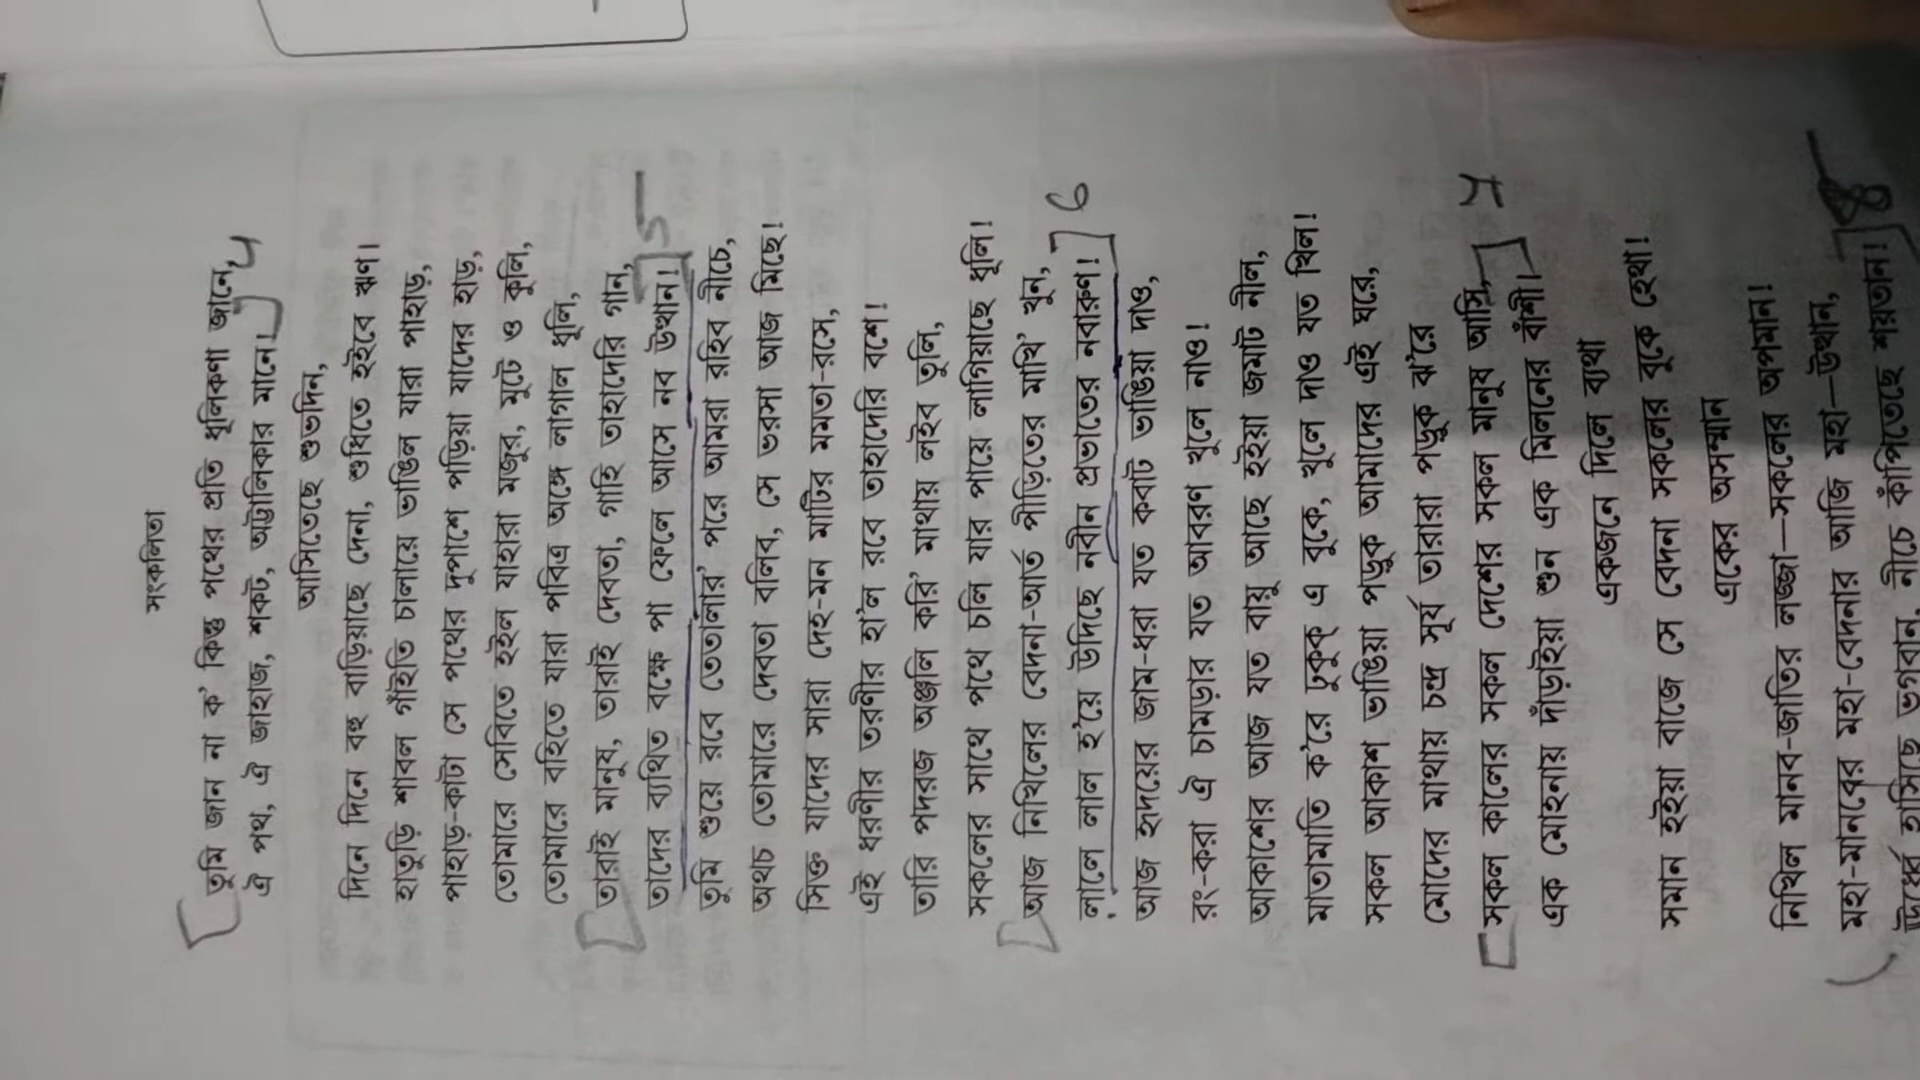 সংকলিতা
তুমি জান না ক' কিন্তু পথের প্রতি ধূলিকণা জানে,
ঐ পথ, ঐ জাহাজ, শকট, অট্টালিকার মানে! 4
আসিতেছে শুভদিন,
দিনে দিনে বহু বাড়িয়াছে দেনা, শুধিতে হইবে ঋণ।
হাতুড়ি শাবল গাঁইতি চালায়ে ভাঙিল যারা পাহাড়,
পাহাড়-কাটা সে পথের দুপাশে পড়িয়া যাদের হাড়,
তোমারে সেবিতে হইল যাহারা মজুর, মুটে ও কুলি,
তোমারে বহিতে যারা পবিত্র অঙ্গে লাগাল ধূলি,
তারাই মানুষ, তারাই দেবতা, গাহি তাহাদেরি গান,
তাদের ব্যথিত বক্ষে পা ফেলে আসে নব উত্থান! 5
তুমি শুয়ে রবে তেতালার' পরে আমরা রহিব নীচে,
অথচ তোমারে দেবতা বলিব, সে ভরসা আজ মিছে!
সিক্ত যাদের সারা দেহ-মন মাটির মমতা-রসে,
এই ধরণীর তরণীর হা'ল রবে তাহাদেরি বশে!
তারি পদরজ অঞ্জলি করি' মাথায় লইব তুলি,
সকলের সাথে পথে চলি যার পায়ে লাগিয়াছে ধূলি!
আজ নিখিলের বেদনা-আর্ত পীড়িতের মাখি' খুন,
লালে লাল হ'য়ে উদিছে নবীন প্রভাতের নবারুণ! 6
আজ হৃদয়ের জাম-ধরা যত কবাট ভাঙিয়া দাও,
রং-করা ঐ চামড়ার যত আবরণ খুলে নাও!
আকাশের আজ যত বায়ু আছে হইয়া জমাট নীল,
মাতামাতি ক'রে ঢুকুক্ এ বুকে, খুলে দাও যত খিল!
সকল আকাশ ভাঙিয়া পড়ুক আমাদের এই ঘরে,
মোদের মাথায় চন্দ্র সূর্য তারারা পড়ুক ঝ'রে
সকল কালের সকল দেশের সকল মানুষ আসি,
এক মোহনায় দাঁড়াইয়া শুন এক মিলনের বাঁশী।
একজনে দিলে ব্যথা
সমান হইয়া বাজে সে বেদনা সকলের বুকে হেথা!
একের অসম্মান
নিখিল মানব-জাতির লজ্জা—সকলের অপমান!
মহা-মানবের মহা-বেদনার আজি মহা—উত্থান,
উর্ধ্বে হাসিছে ভগবান, নীচে কাঁপিতেছে শয়তান! 8